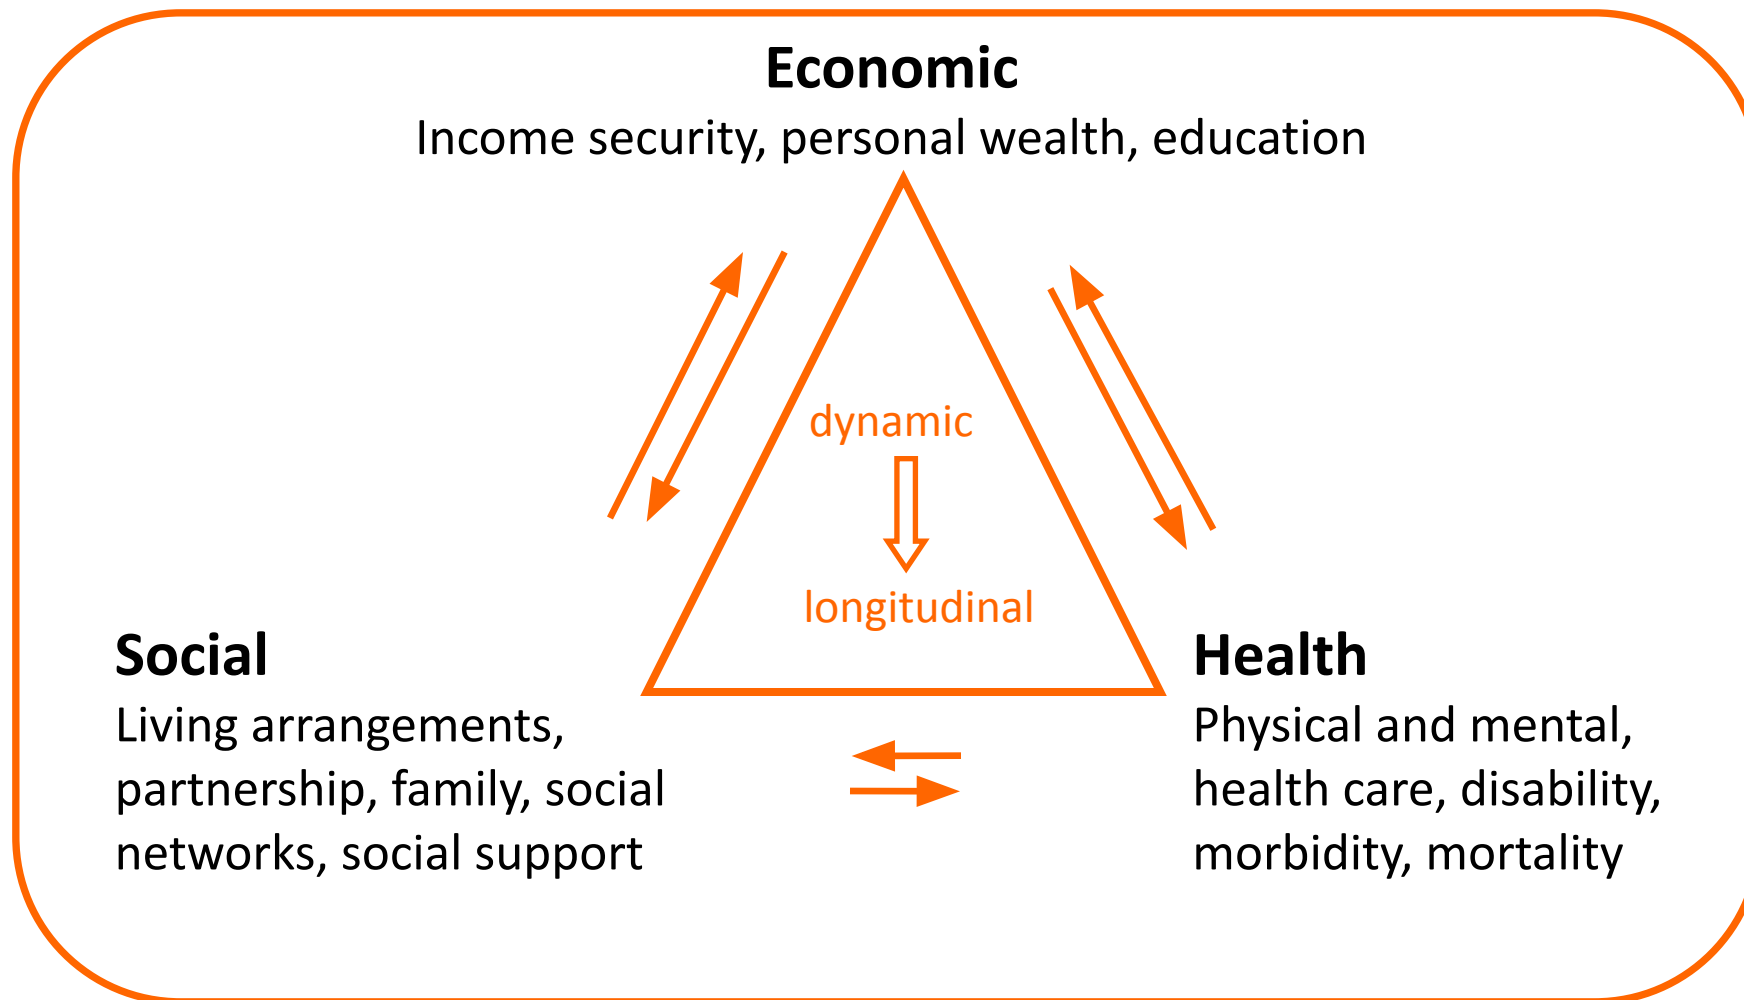 Economic
Income security, personal wealth, education
dynamic
longitudinal
Social
Living arrangements,
partnership, family, social
networks, social support
Health
Physical and mental,
health care, disability,
morbidity, mortality